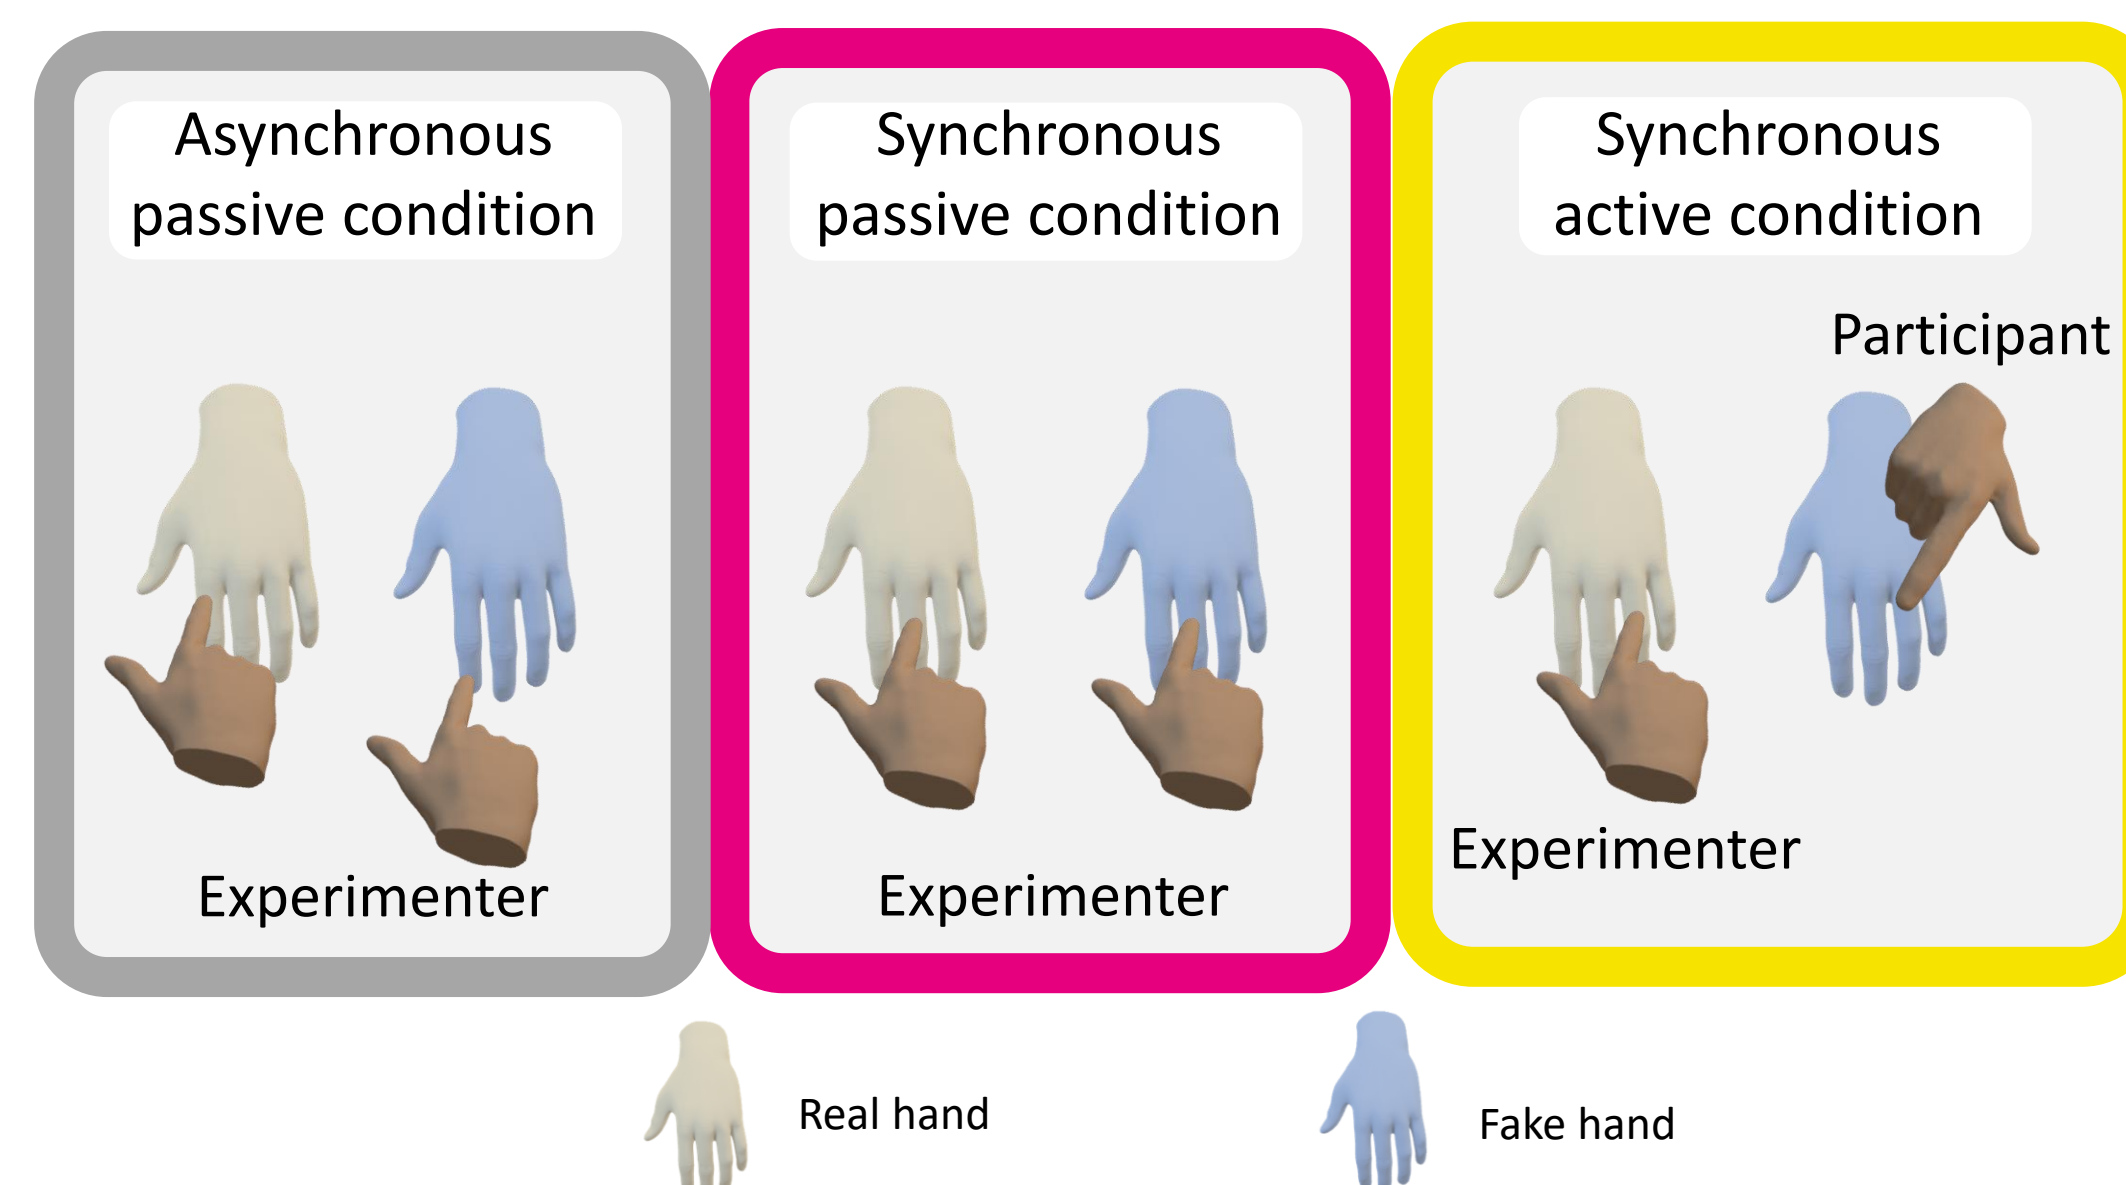 Asynchronous
passive condition
Experimenter
Synchronous
passive condition
Experimenter
Synchronous
active condition
Participant
Experimenter
Real hand
Fake hand